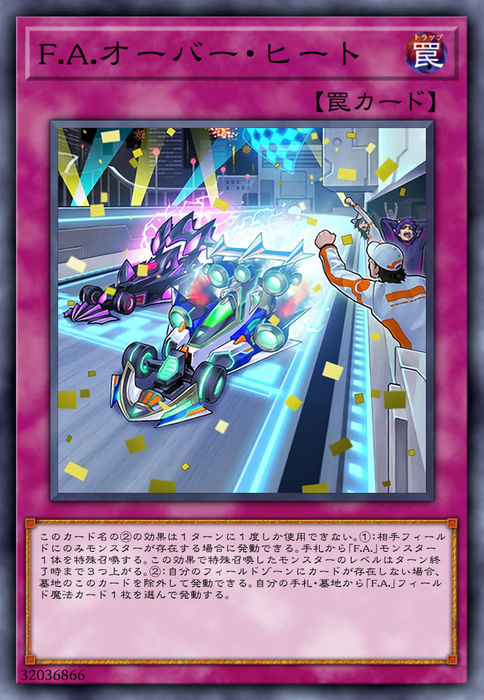 F.A.オーバー・ヒート
トラップ
罠
【罠カード】
このカード名の②の効果は1ターンに1度しか使用できない。①：相手フィール
ドにのみモンスターが存在する場合に発動できる。手札から｢F.A.｣モンスター
1体を特殊召喚する。この効果で特殊召喚したモンスターのレベルはターン終
了時まで3つ上がる。②：自分のフィールドゾーンにカードが存在しない場合、
墓地のこのカードを除外して発動できる。自分の手札・墓地から｢F.A.｣フィール
ド魔法カード1枚を選んで発動する。
32036866